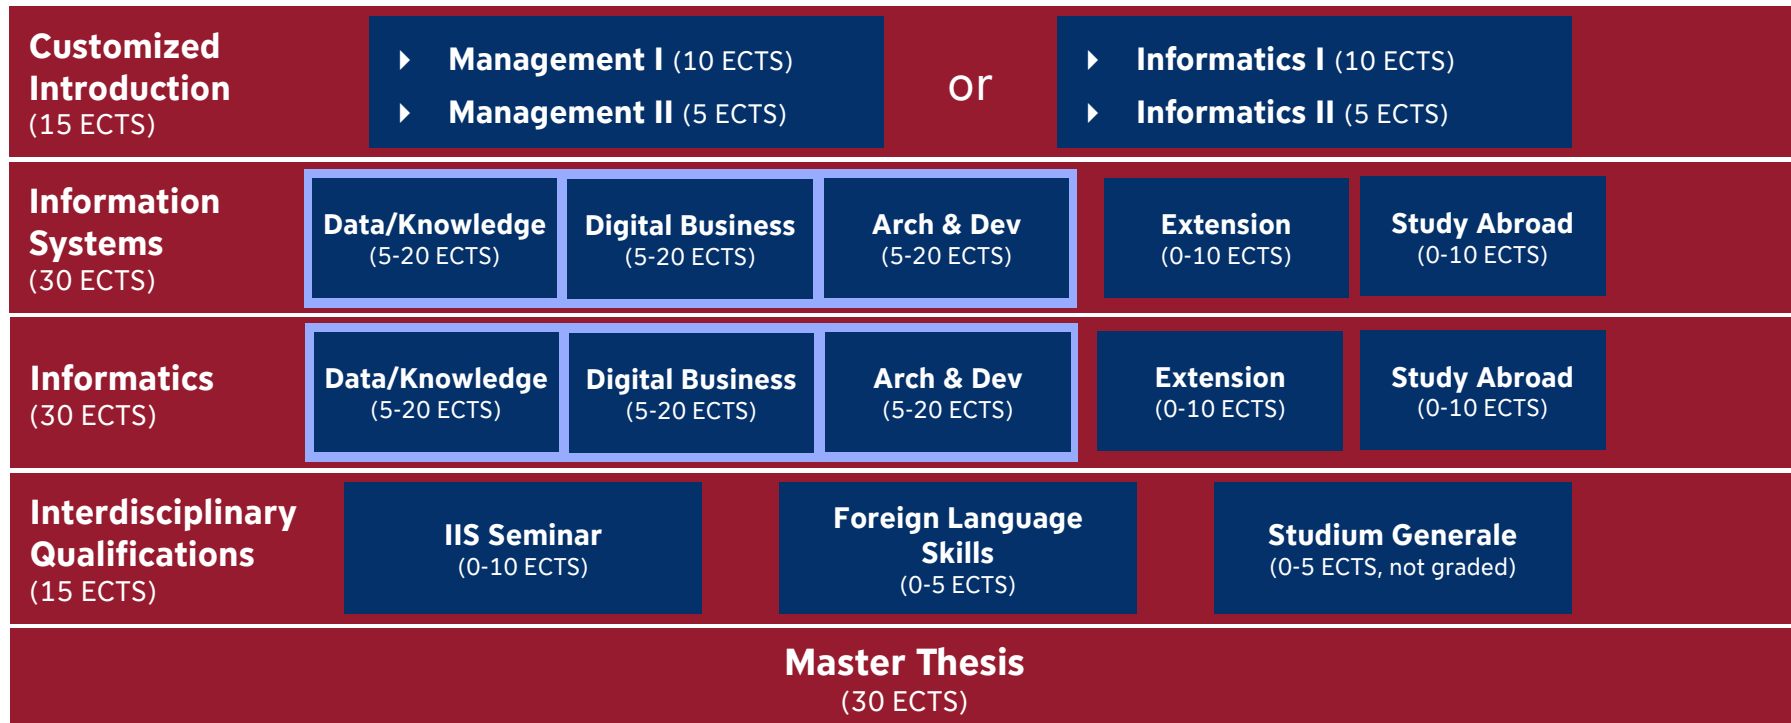 Customized
Introduction
(15 ECTS)
Management I (10 ECTS)
Management II (5 ECTS)
or
Informatics I (10 ECTS)
Informatics II (5 ECTS)
Information
Systems
(30 ECTS)
Data/Knowledge
(5-20 ECTS)
Digital Business
(5-20 ECTS)
Arch & Dev
(5-20 ECTS)
Extension
(0-10 ECTS)
Study Abroad
(0-10 ECTS)
Informatics
(30 ECTS)
Data/Knowledge
(5-20 ECTS)
Digital Business
(5-20 ECTS)
Arch & Dev
(5-20 ECTS)
Extension
(0-10 ECTS)
Study Abroad
(0-10 ECTS)
Interdisciplinary
Qualifications
(15 ECTS)
IIS Seminar
(0-10 ECTS)
Foreign Language
Skills
(0-5 ECTS)
Studium Generale
(0-5 ECTS, not graded)
Master Thesis
(30 ECTS)